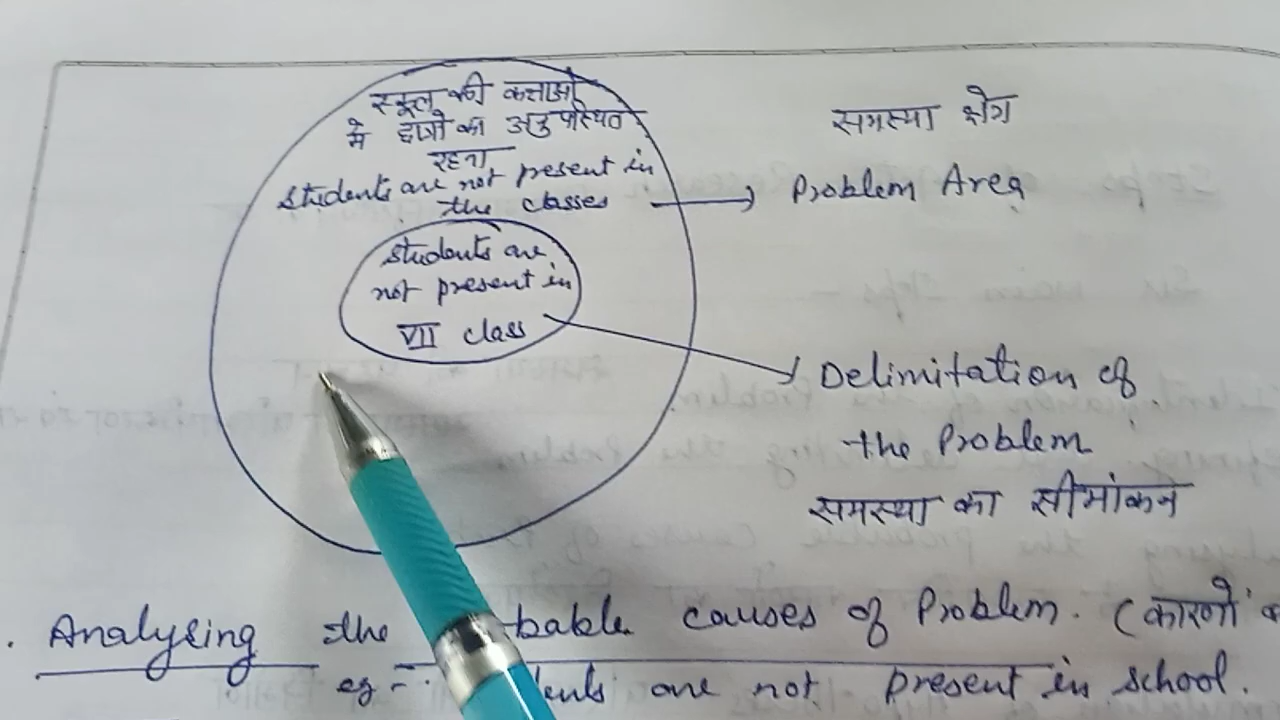 स्कूल की कक्षाओ
मे छात्रो का अनुपस्थित
रहना
students are not present in
the classes
students are
not present in
VII class
समस्या क्षेत्र
Problem Area
Delimitation of
the Problem
समस्या का सीमांकन
Analysing the bable causes of Problem. (कारणो
eg - ents are not present in school.